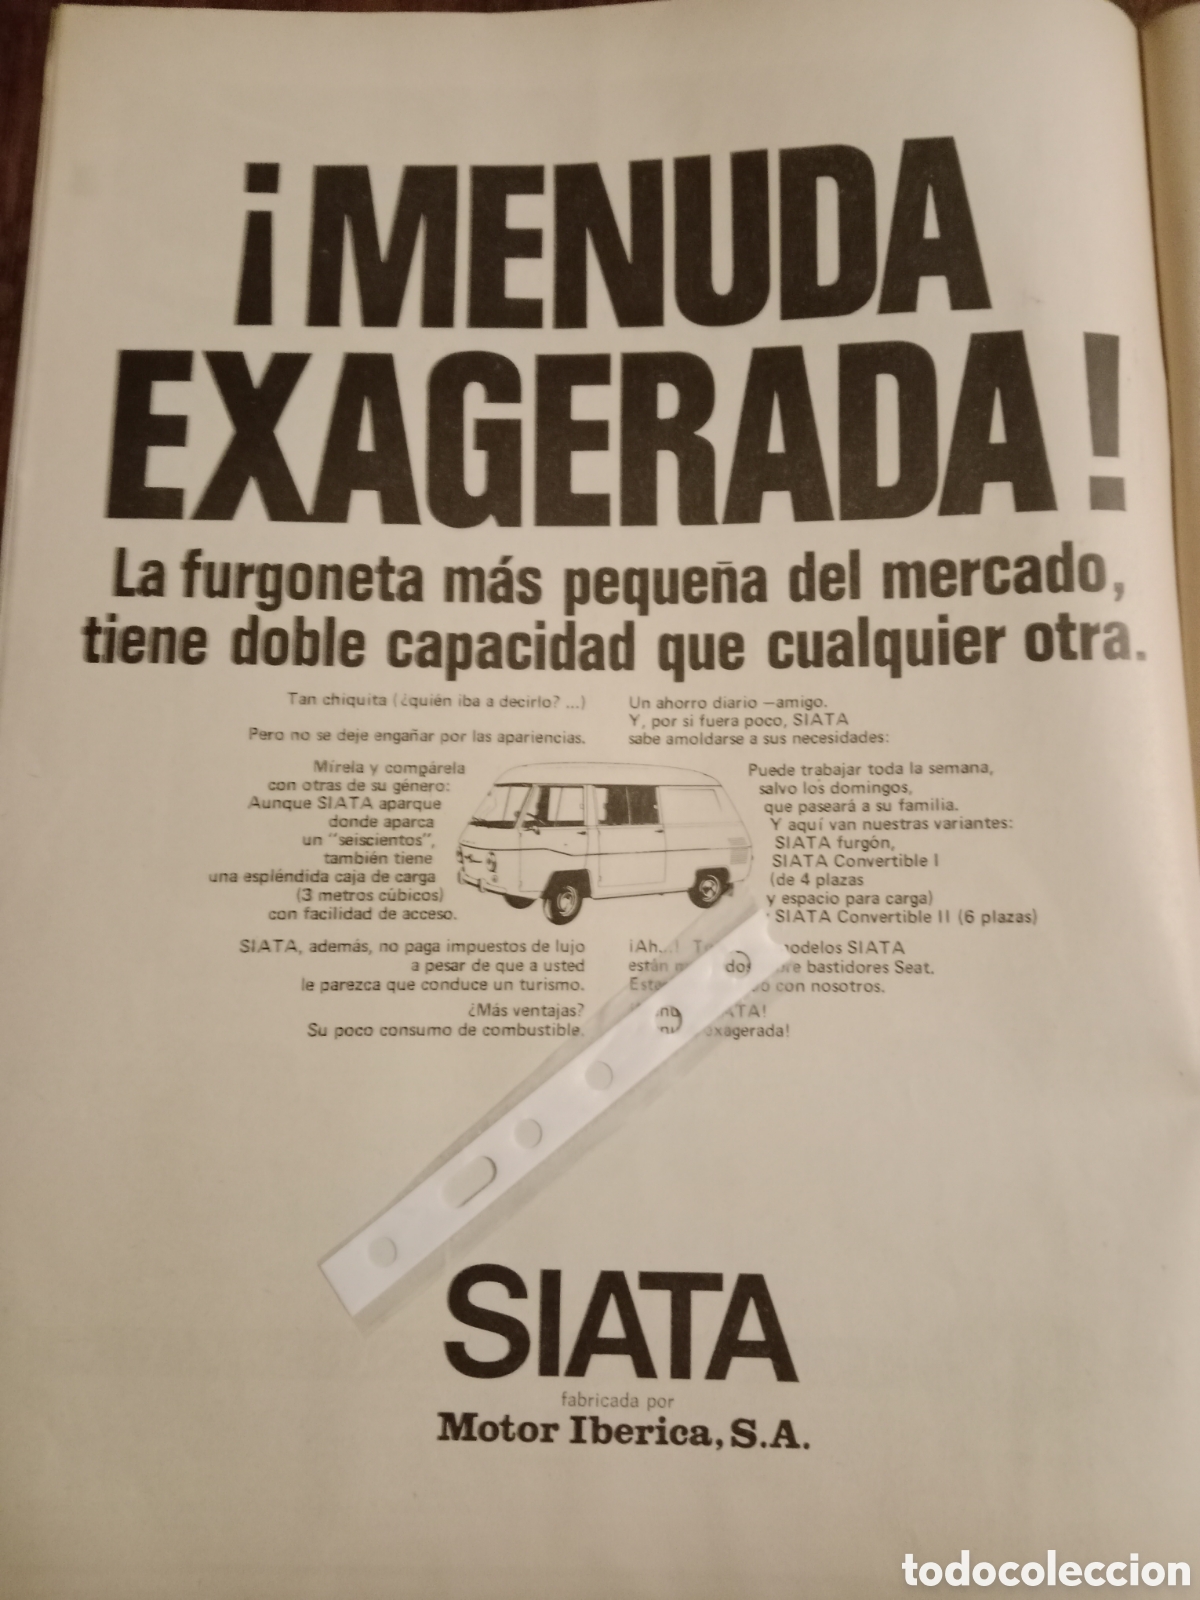 ¡MENUDA
EXAGERADA!
La furgoneta más pequeña del mercado,
tiene doble capacidad que cualquier otra.
Tan chiquita (¿quién iba a decirlo? ...)
Pero no se deje engañar por las apariencias.
Mírela y compárela
con otras de su género:
Aunque SIATA aparque
donde aparca
un "seiscientos",
también tiene
una espléndida caja de carga
(3 metros cúbicos)
con facilidad de acceso.
SIATA, además, no paga impuestos de lujo
a pesar de que a usted
le parezca que conduce un turismo.
¿Más ventajas?
Su poco consumo de combustible.
Un ahorro diario —amigo.
Y, por si fuera poco, SIATA
sabe amoldarse a sus necesidades:
Puede trabajar toda la semana,
salvo los domingos,
que paseará a su familia.
Y aquí van nuestras variantes:
SIATA furgón,
SIATA Convertible I
(de 4 plazas
y espacio para carga)
SIATA Convertible II (6 plazas)
¡Ah...! SIATA
están bastidores Seat.
con nosotros.
exagerada!
SIATA
fabricada por
Motor Iberica, S.A.
todocoleccion